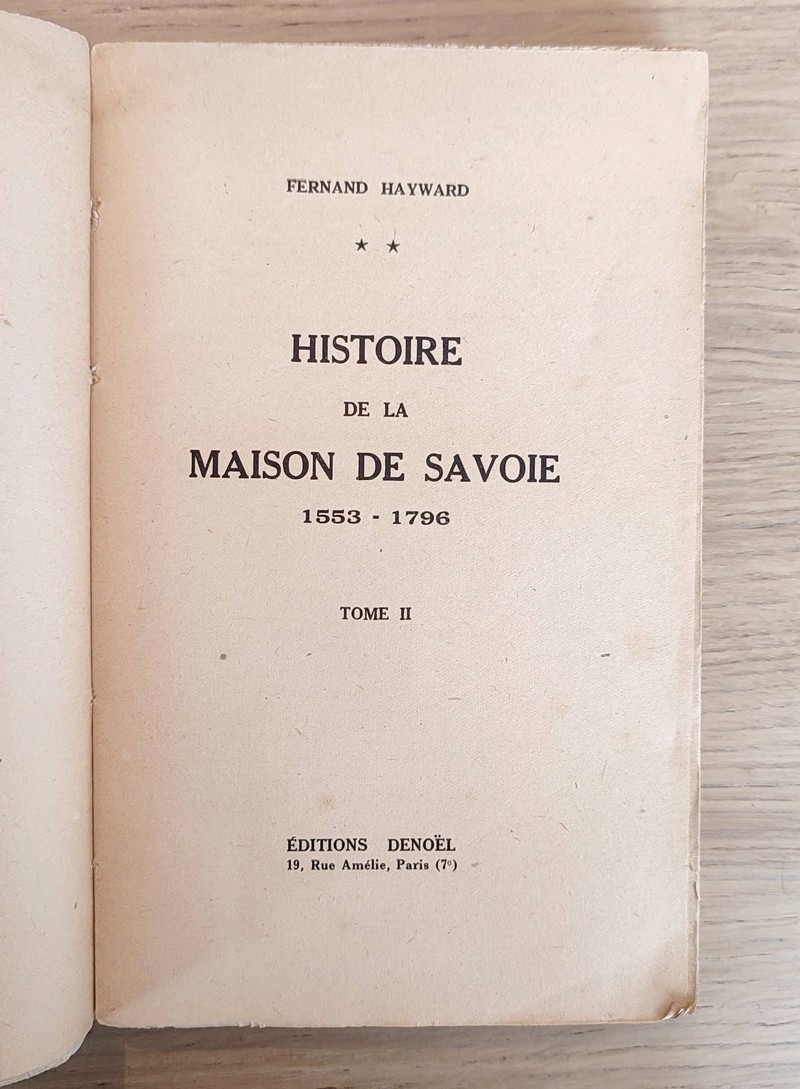 FERNAND HAYWARD
★ ★
HISTOIRE
DE LA
MAISON DE SAVOIE
1553 - 1796
TOME II
ÉDITIONS DENOËL
19, Rue Amélie, Paris (7ᵉ)